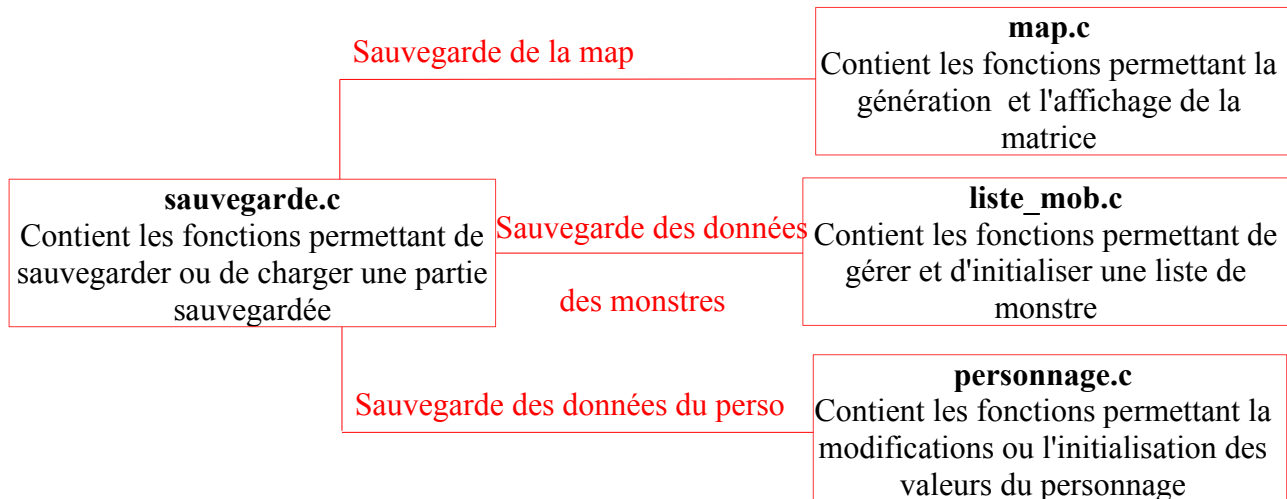 Sauvegarde de la map
map.c
Contient les fonctions permettant la
génération et l'affichage de la
matrice
sauvegarde.c
Contient les fonctions permettant de
sauvegarder ou de charger une partie
sauvegardée
Sauvegarde des données
des monstres
liste_mob.c
Contient les fonctions permettant de
gérer et d'initialiser une liste de
monstre
Sauvegarde des données du perso
personnage.c
Contient les fonctions permettant la
modifications ou l'initialisation des
valeurs du personnage